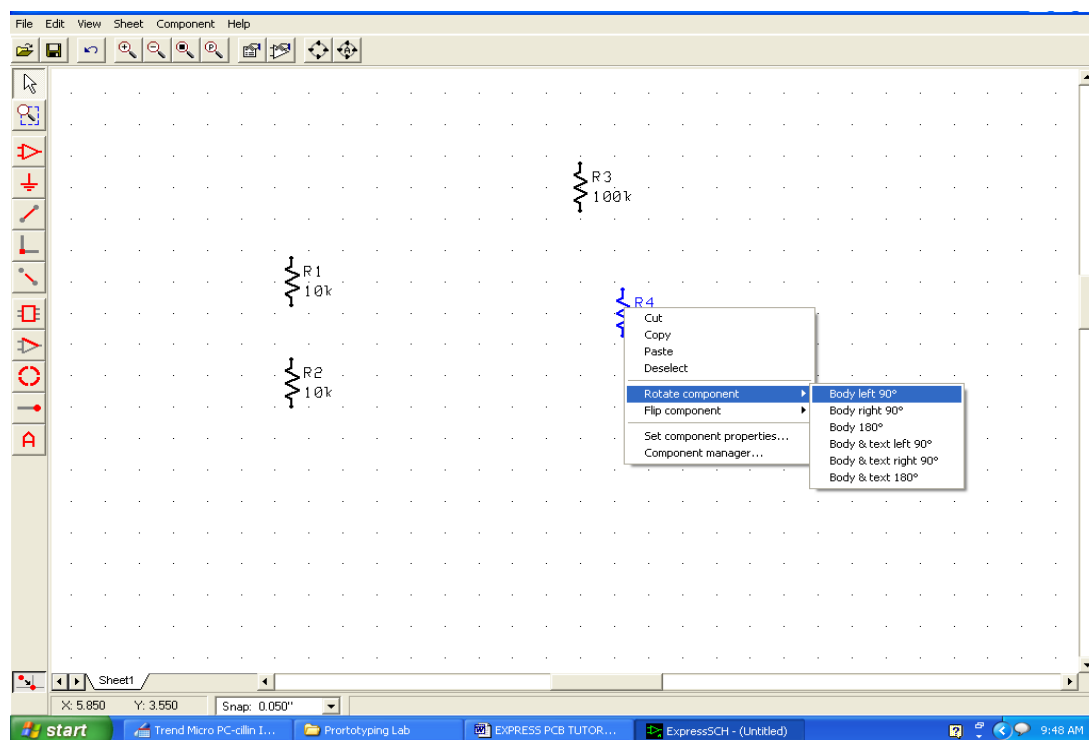 File Edit View Sheet Component Help
R3
100k
R1
10k
R4
R2
10k
Cut
Copy
Paste
Deselect
Rotate component
Flip component
Set component properties...
Component manager...
Body left 90°
Body right 90°
Body 180°
Body & text left 90°
Body & text right 90°
Body & text 180°
Sheet1
X: 5.850 Y: 3.550 Snap: 0.050"
start Trend Micro PC-cillin I... Prortotyping Lab EXPRESS PCB TUTOR... ExpressSCH - (Untitled) 9:48 AM